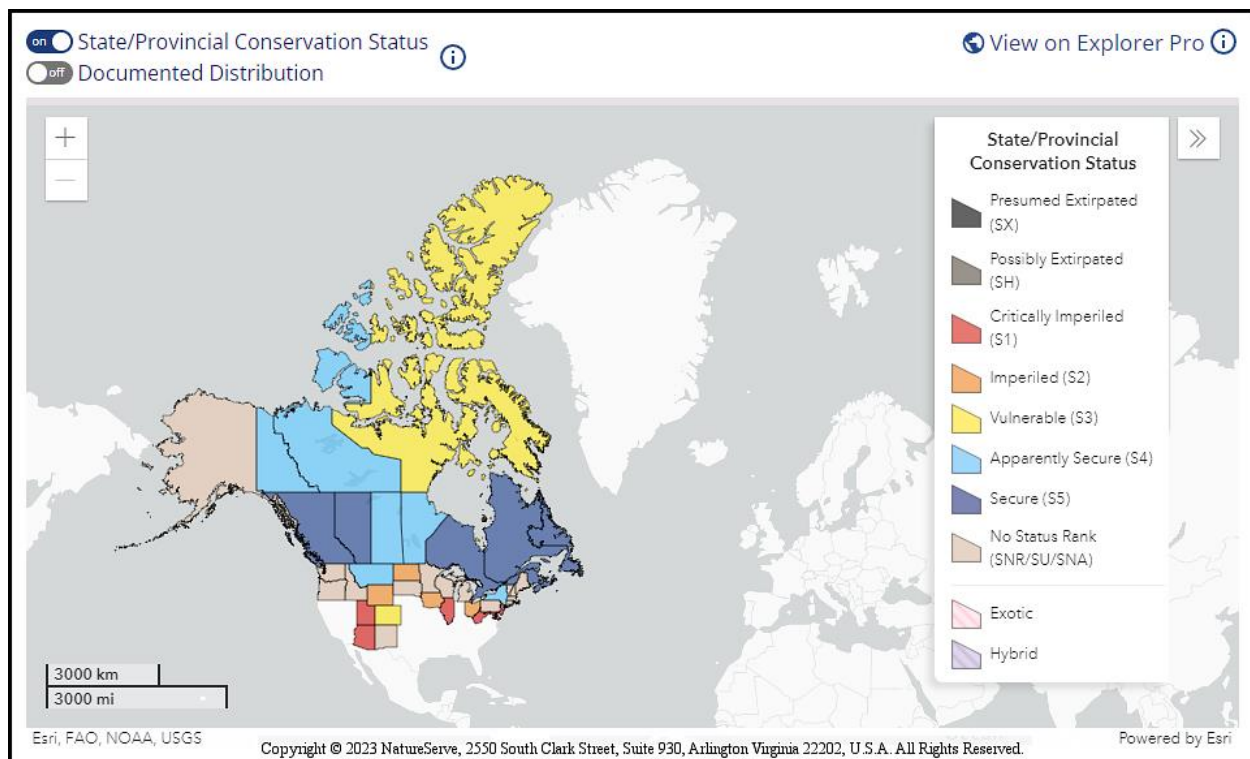 on State/Provincial Conservation Status
off Documented Distribution
View on Explorer Pro
State/Provincial
Conservation Status
Presumed Extirpated
(SX)
Possibly Extirpated
(SH)
Critically Imperiled
(S1)
Imperiled (S2)
Vulnerable (S3)
Apparently Secure (S4)
Secure (S5)
No Status Rank
(SNR/SU/SNA)
Exotic
Hybrid
3000 km
3000 mi
Esri, FAO, NOAA, USGS
Powered by Esri
Copyright © 2023 NatureServe, 2550 South Clark Street, Suite 930, Arlington Virginia 22202, U.S.A. All Rights Reserved.